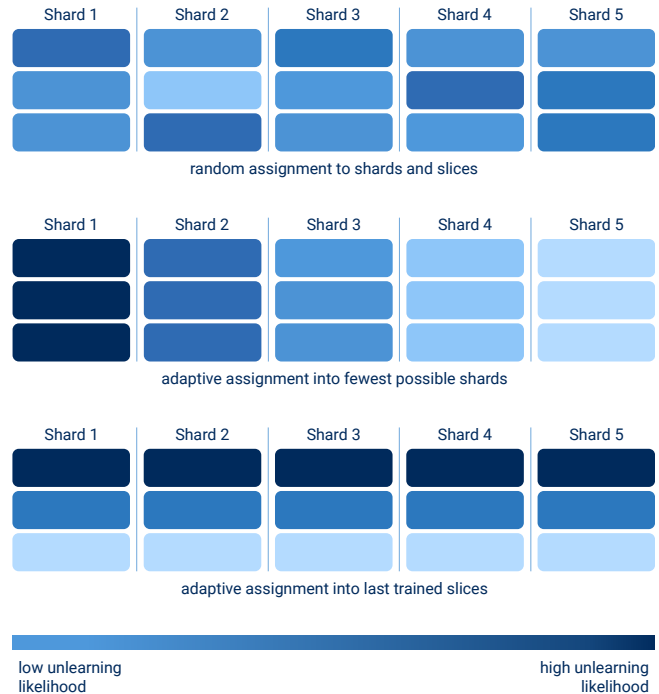 Shard 1 Shard 2 Shard 3 Shard 4 Shard 5
random assignment to shards and slices
Shard 1 Shard 2 Shard 3 Shard 4 Shard 5
adaptive assignment into fewest possible shards
Shard 1 Shard 2 Shard 3 Shard 4 Shard 5
adaptive assignment into last trained slices
low unlearning high unlearning
likelihood likelihood